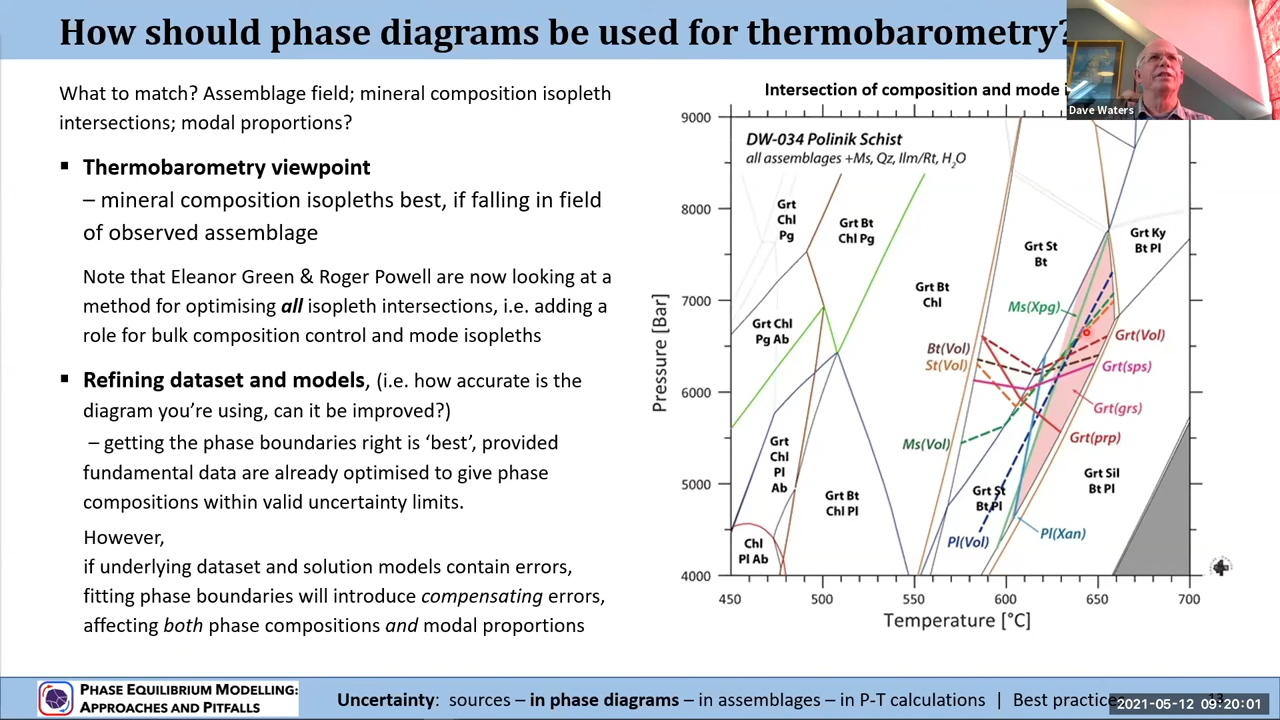 How should phase diagrams be used for thermobarometry?
What to match? Assemblage field; mineral composition isopleth
intersections; modal proportions?
▪ Thermobarometry viewpoint
– mineral composition isopleths best, if falling in field
of observed assemblage
Note that Eleanor Green & Roger Powell are now looking at a
method for optimising all isopleth intersections, i.e. adding a
role for bulk composition control and mode isopleths
▪ Refining dataset and models, (i.e. how accurate is the
diagram you're using, can it be improved?)
– getting the phase boundaries right is ‘best’, provided
fundamental data are already optimised to give phase
compositions within valid uncertainty limits.
However,
if underlying dataset and solution models contain errors,
fitting phase boundaries will introduce compensating errors,
affecting both phase compositions and modal proportions
Intersection of composition and mode
Dave Waters
DW-034 Polinik Schist
all assemblages +Ms, Qz, Ilm/Rt, H2O
9000
8000
7000
6000
5000
4000
Pressure [Bar]
450
500
550
600
650
700
Temperature [°C]
Grt
Chl
Pg
Grt Bt
Chl Pg
Grt St
Bt
Grt Ky
Bt Pl
Grt Bt
Chl
Grt Chl
Pg Ab
Ms(Xpg)
Bt(Vol)
St(Vol)
Grt(Vol)
Grt(sps)
Grt(grs)
Grt(prp)
Ms(Vol)
Grt
Chl
Pl
Ab
Grt Bt
Chl Pl
Grt St
Bt Pl
Grt Sil
Bt Pl
Pl(Vol)
Pl(Xan)
Chl
Pl Ab
PHASE EQUILIBRIUM MODELLING:
APPROACHES AND PITFALLS
Uncertainty: sources – in phase diagrams – in assemblages – in P-T calculations | Best practice
2021-05-12 09:20:01